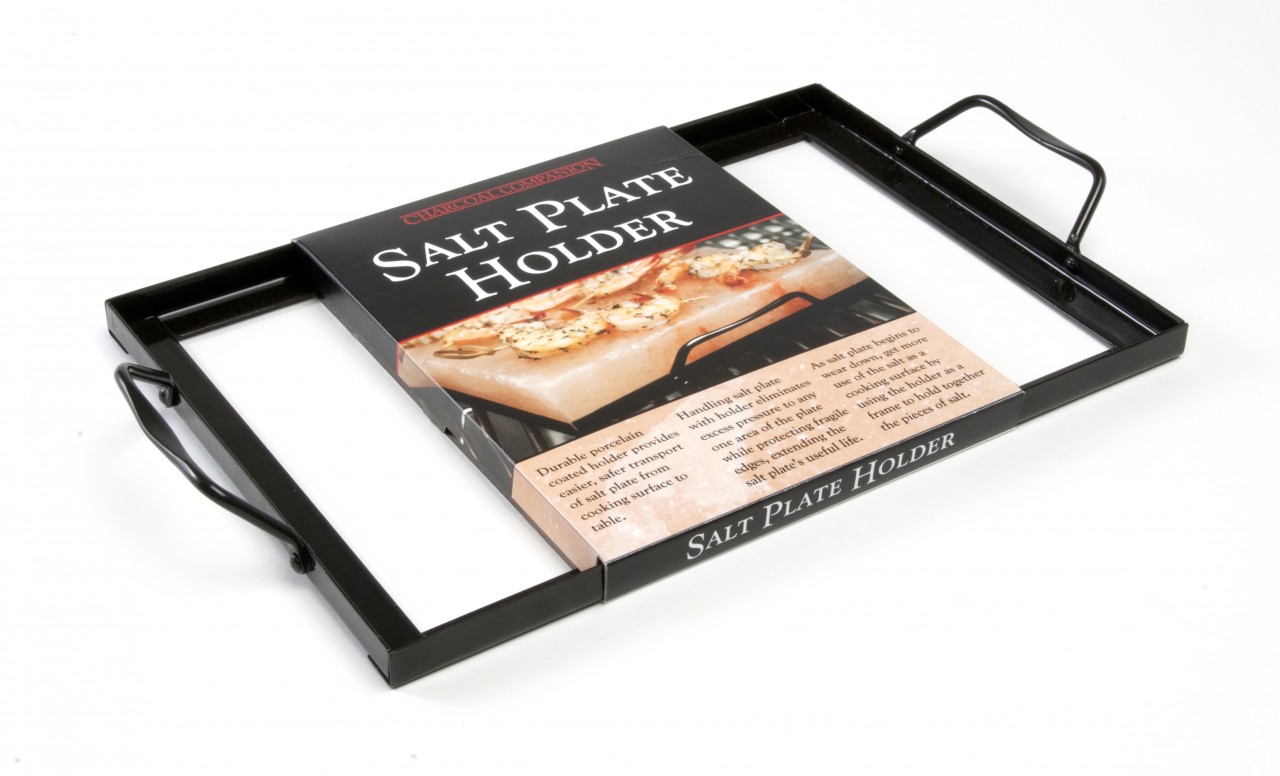 CHARCOAL COMPANION
SALT PLATE
HOLDER
Durable porcelain
coated holder provides
easier, safer transport
of salt plate from
cooking surface to
table.
Handling salt plate
with holder eliminates
excess pressure to any
one area of the plate
while protecting fragile
edges, extending the
salt plate's useful life.
As salt plate begins to
wear down, get more
use of the salt as a
cooking surface by
using the holder as a
frame to hold together
the pieces of salt.
SALT PLATE HOLDER